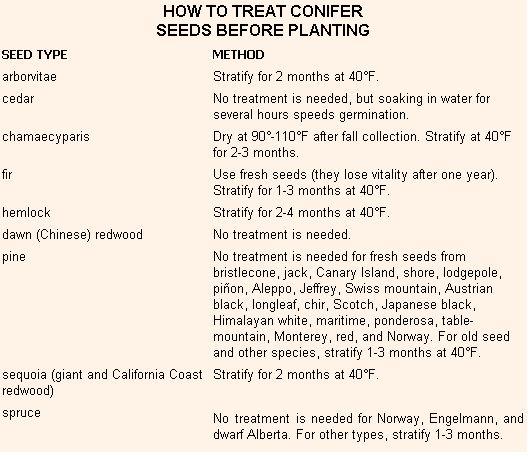 HOW TO TREAT CONIFER
SEEDS BEFORE PLANTING
SEED TYPE METHOD
arborvitae Stratify for 2 months at 40°F.
cedar No treatment is needed, but soaking in water for
several hours speeds germination.
chamaecyparis Dry at 90°-110°F after fall collection. Stratify at 40°F
for 2-3 months.
fir Use fresh seeds (they lose vitality after one year).
Stratify for 1-3 months at 40°F.
hemlock Stratify for 2-4 months at 40°F.
dawn (Chinese) redwood No treatment is needed.
pine No treatment is needed for fresh seeds from
bristlecone, jack, Canary Island, shore, lodgepole,
piñon, Aleppo, Jeffrey, Swiss mountain, Austrian
black, longleaf, chir, Scotch, Japanese black,
Himalayan white, maritime, ponderosa, table-
mountain, Monterey, red, and Norway. For old seed
and other species, stratify 1-3 months at 40°F.
sequoia (giant and California Coast Stratify for 2 months at 40°F.
redwood)
spruce
No treatment is needed for Norway, Engelmann, and
dwarf Alberta. For other types, stratify 1-3 months.